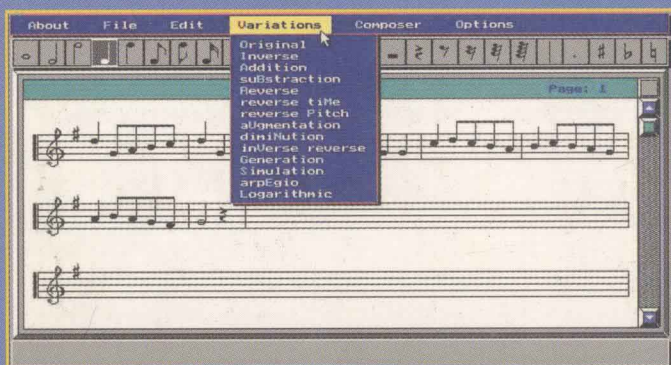 About File Edit Variations Composer Options
Original
Inverse
Addition
suBstraction
Reverse
reverse tiMe
reverse Pitch
aUgmentation
dimiNution
inVerse reverse
Generation
Simulation
arpEgio
Logarithmic
Page: 1